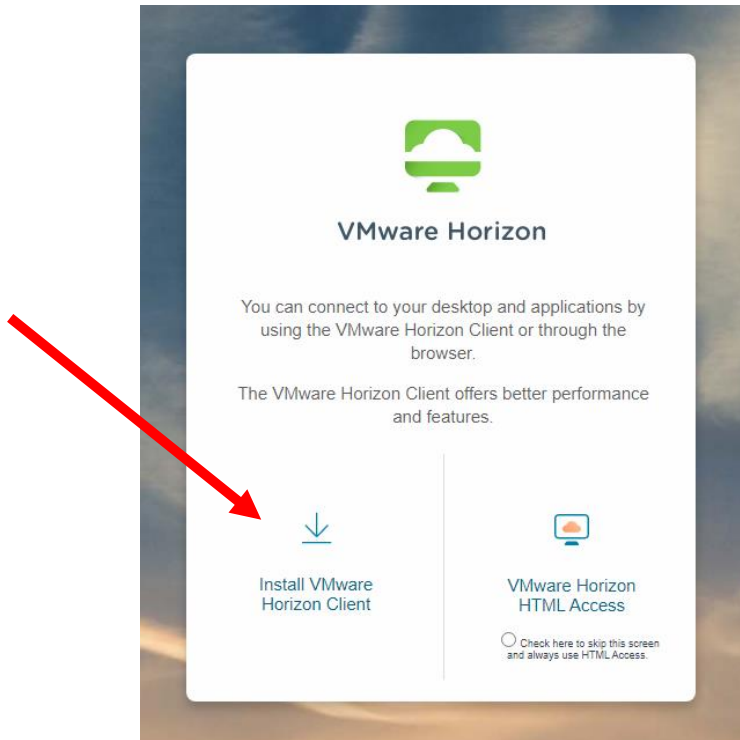 VMware Horizon
You can connect to your desktop and applications by
using the VMware Horizon Client or through the
browser.
The VMware Horizon Client offers better performance
and features.
Install VMware
Horizon Client
VMware Horizon
HTML Access
Check here to skip this screen
and always use HTML Access.